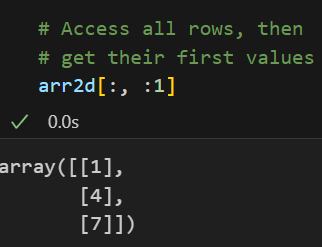 # Access all rows, then
# get their first values
arr2d[:, :1]
0.0s
array([[1],
       [4],
       [7]])